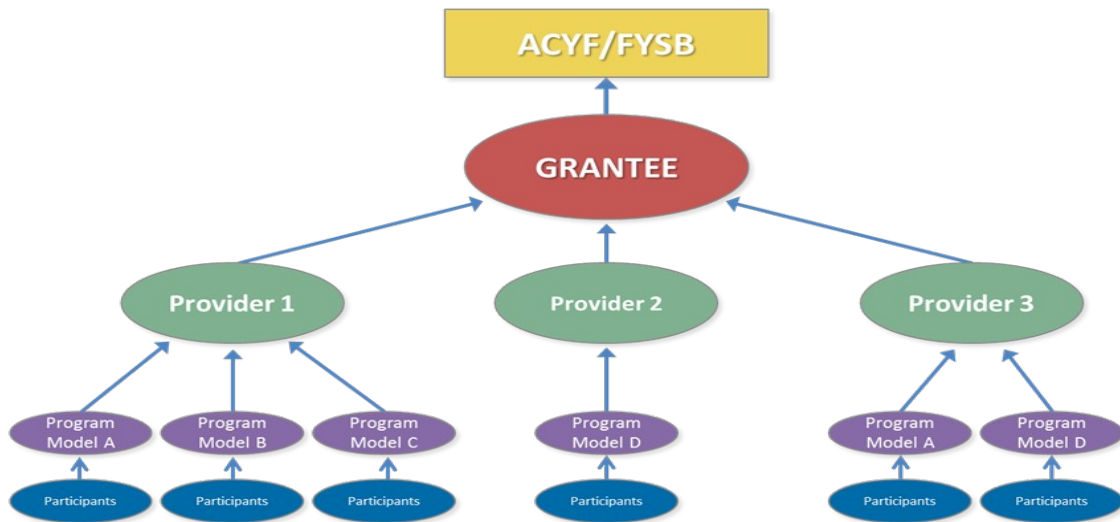 ACYF/FYSB
GRANTEE
Provider 1
Provider 2
Provider 3
Program
Model A
Program
Model B
Program
Model C
Program
Model D
Program
Model A
Program
Model D
Participants
Participants
Participants
Participants
Participants
Participants